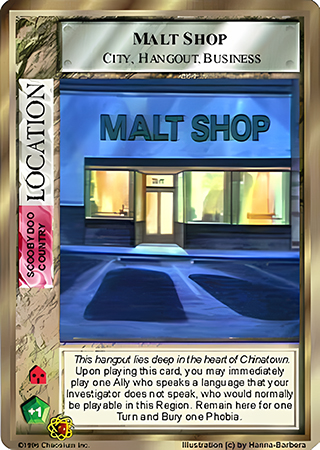 MALT SHOP
CITY, HANGOUT, BUSINESS
LOCATION
SCOOBYDOO
COUNTRY
MALT SHOP
This hangout lies deep in the heart of Chinatown.
Upon playing this card, you may immediately
play one Ally who speaks a language that your
Investigator does not speak, who would normally
be playable in this Region. Remain here for one
Turn and Bury one Phobia.
+1
©1996 Chaosium Inc.
Illustration (c) by Hanna-Barbera